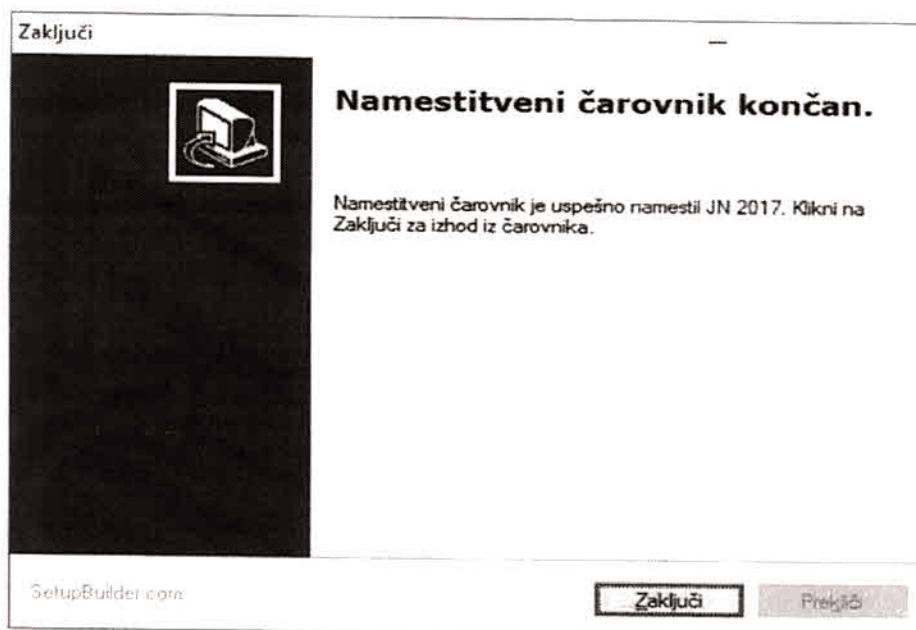 Zaključi
Namestitveni čarovnik končan.
Namestitveni čarovnik je uspešno namestil JN 2017. Klikni na
Zaključi za izhod iz čarovnika.
SetupBuilder.com
Zaključi
Prekliči